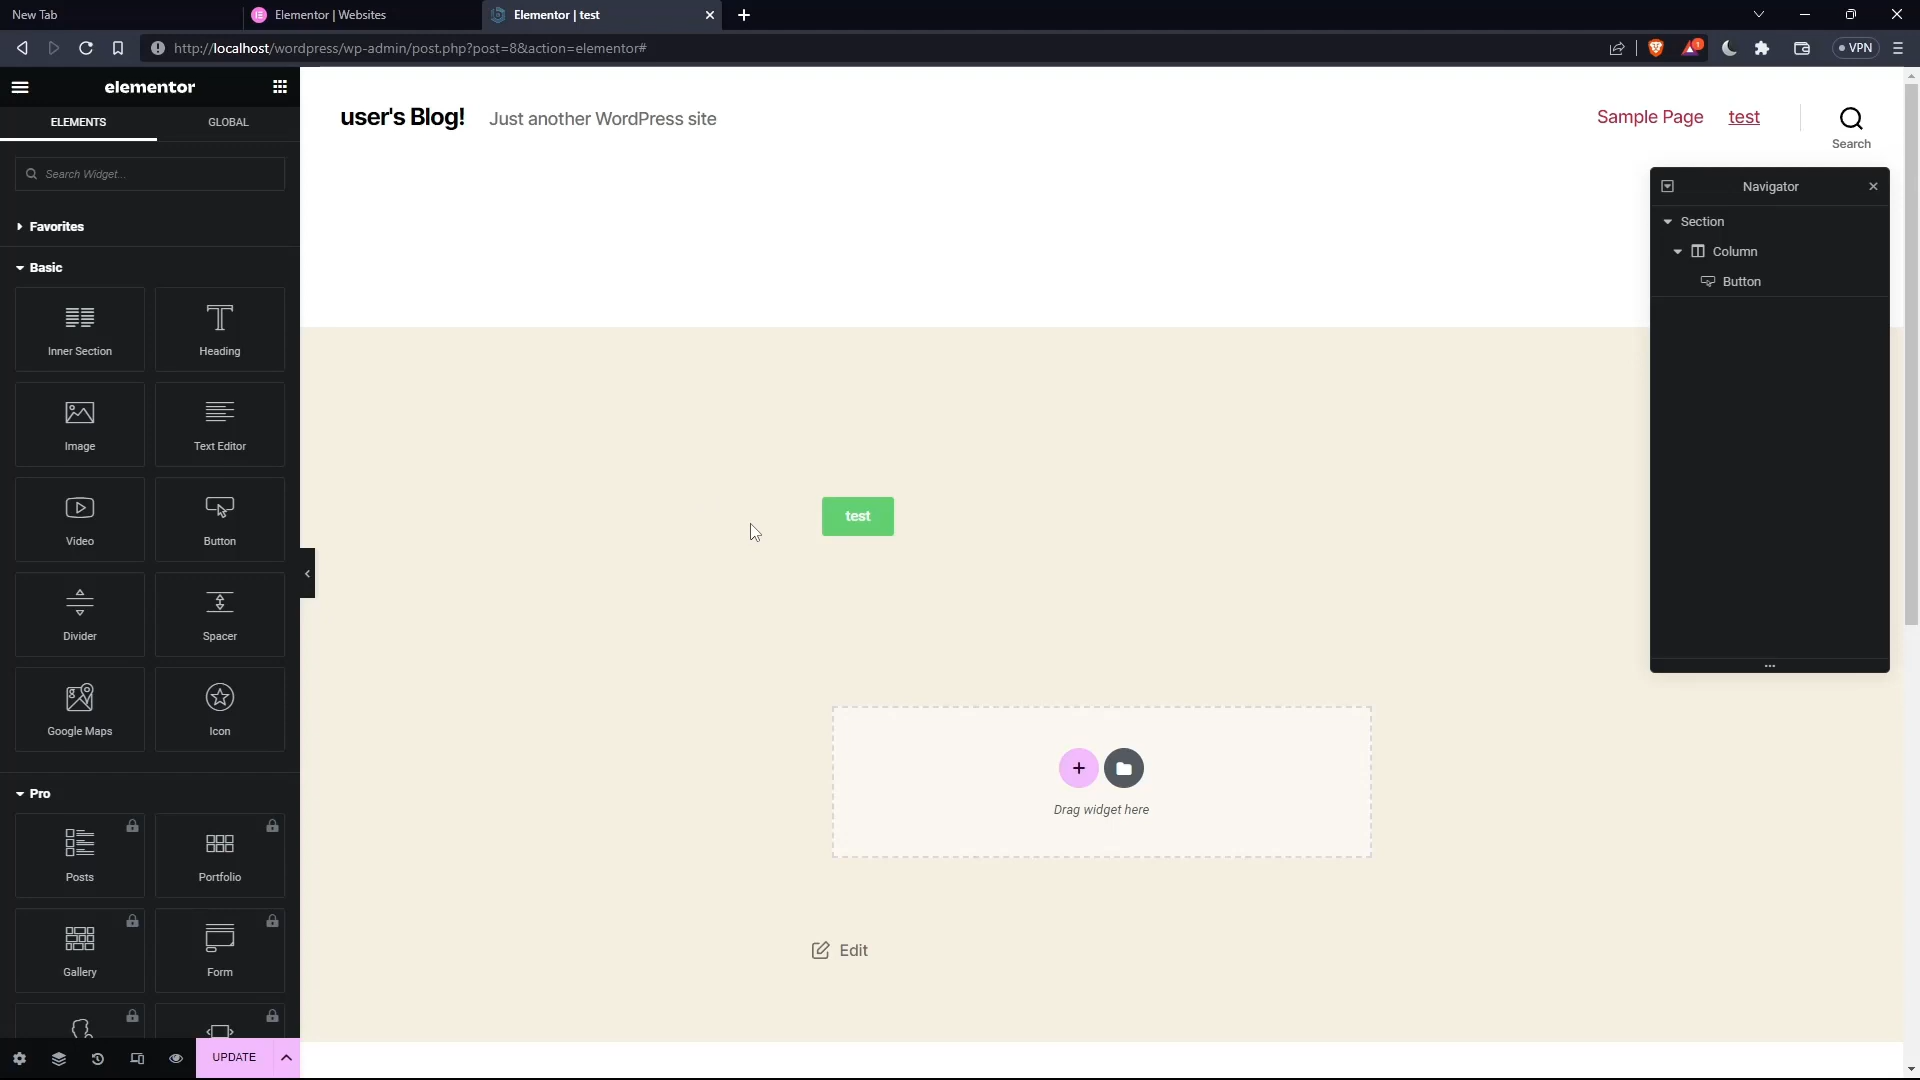 New Tab
Elementor | Websites
Elementor | test
http://localhost/wordpress/wp-admin/post.php?post=8&action=elementor#
1
VPN
elementor
ELEMENTS
GLOBAL
Search Widget...
Favorites
Basic
Inner Section
Heading
Image
Text Editor
Video
Button
Divider
Spacer
Google Maps
Icon
Pro
Posts
Portfolio
Gallery
Form
UPDATE
user's Blog!
Just another WordPress site
Sample Page
test
Search
Navigator
Section
Column
Button
test
Drag widget here
Edit